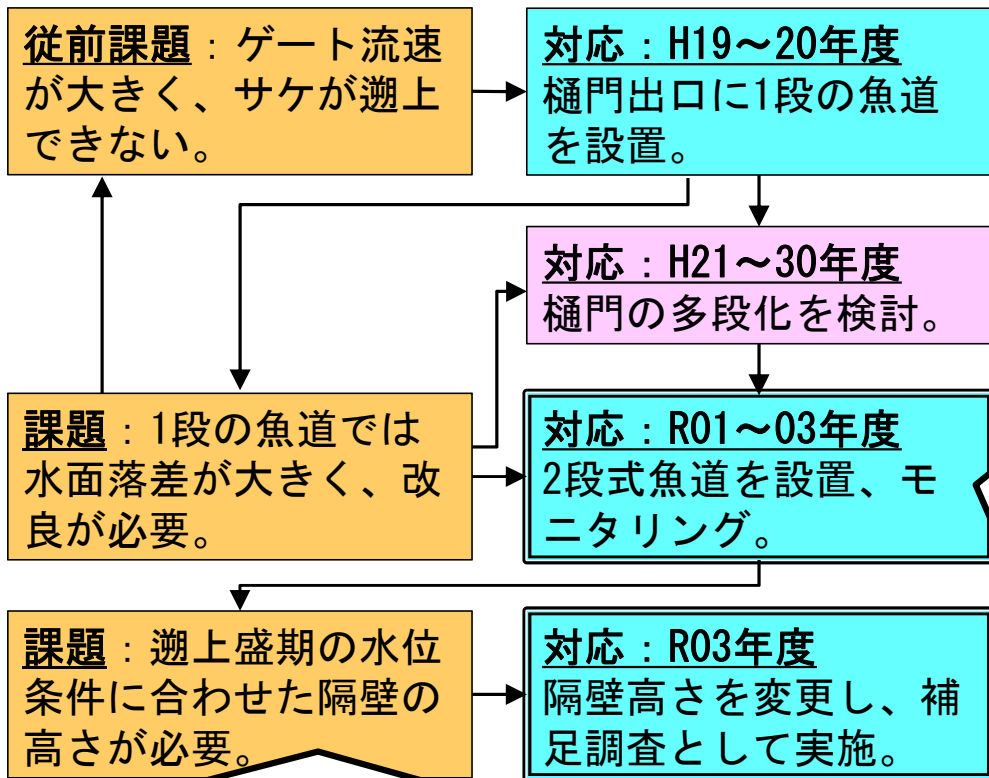 従前課題：ゲート流速
が大きく、サケが遡上
できない。
対応：H19～20年度
樋門出口に1段の魚道
を設置。
対応：H21～30年度
樋門の多段化を検討。
課題：1段の魚道では
水面落差が大きく、改
良が必要。
対応：R01～03年度
2段式魚道を設置、モ
ニタリング。
課題：遡上盛期の水位
条件に合わせた隔壁の
高さが必要。
対応：R03年度
隔壁高さを変更し、補
足調査として実施。